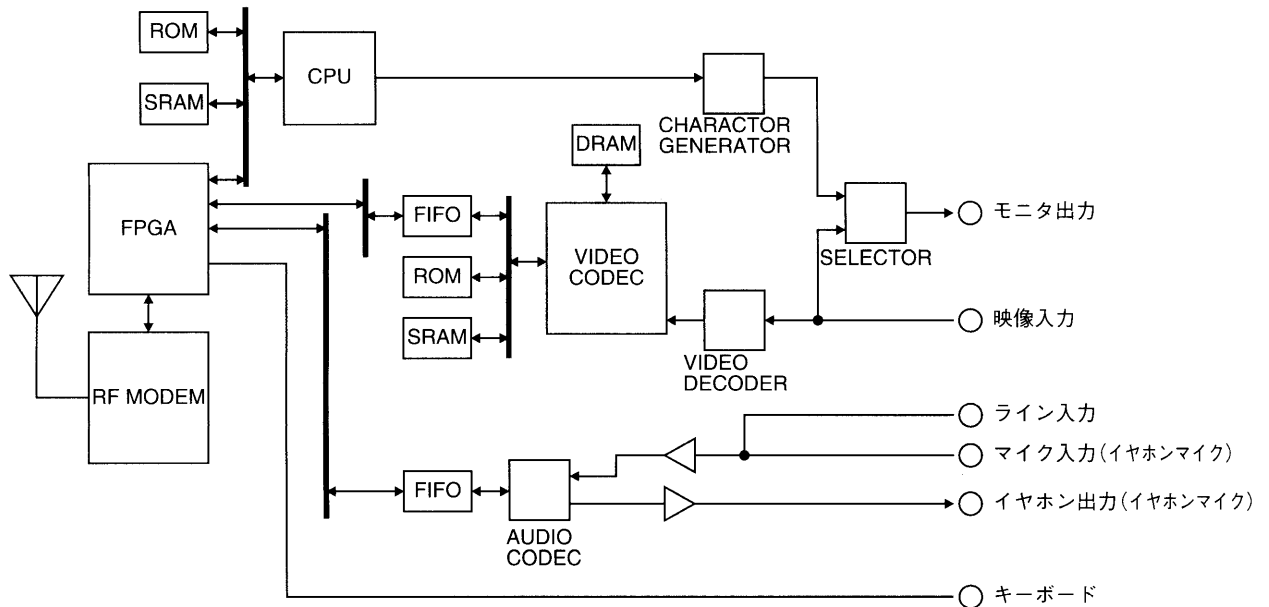 ROM
CPU
SRAM
CHARACTOR
GENERATOR
DRAM
FPGA
FIFO
VIDEO
CODEC
SELECTOR
モニタ出力
ROM
SRAM
VIDEO
DECODER
映像入力
RF MODEM
ライン入力
マイク入力(イヤホンマイク)
FIFO
AUDIO
CODEC
イヤホン出力(イヤホンマイク)
キーボード